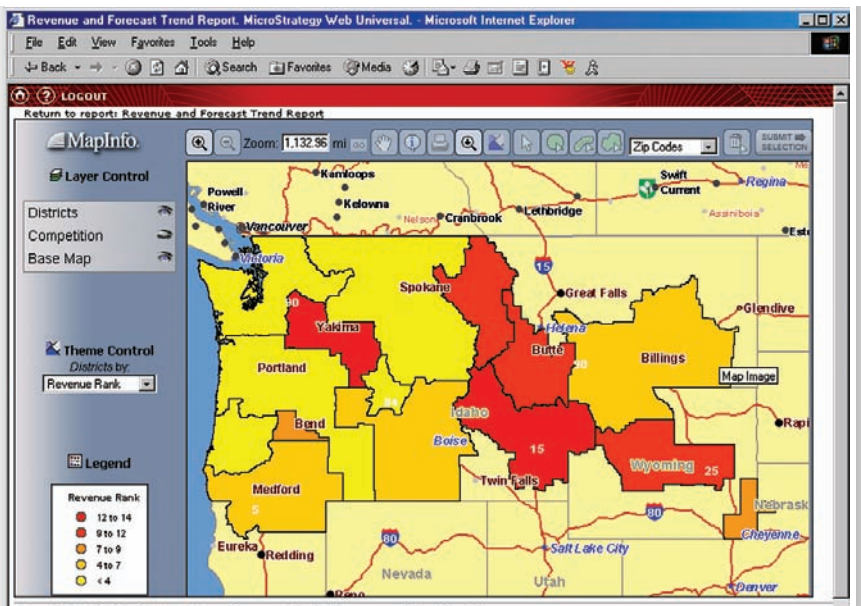 Revenue and Forecast Trend Report. MicroStrategy Web Universal. - Microsoft Internet Explorer
File Edit View Favorites Tools Help
Back Search Favorites Media
LOGOUT
Return to report: Revenue and Forecast Trend Report
MapInfo
Zoom: 1,132.96 mi GO Zip Codes SUBMIT SELECTION
Layer Control
Districts
Competition
Base Map
Theme Control
Districts by:
Revenue Rank
Legend
Revenue Rank
12 to 14
9 to 12
7 to 9
4 to 7
< 4
Kamloops
Swift Current
Regina
Powell River
Kelowna
Nelson
Cranbrook
Lethbridge
Assiniboia
Vancouver
Victoria
Spokane
15
Great Falls
Glendive
90
Yakima
Helena
Butte
90
Billings
Portland
Map Image
84
Bend
Idaho
Boise
15
Wyoming
25
Twin Falls
Medford
5
Nebrask
80
Cheyenne
Eureka
Redding
80
Salt Lake City
Nevada
Utah
Denver